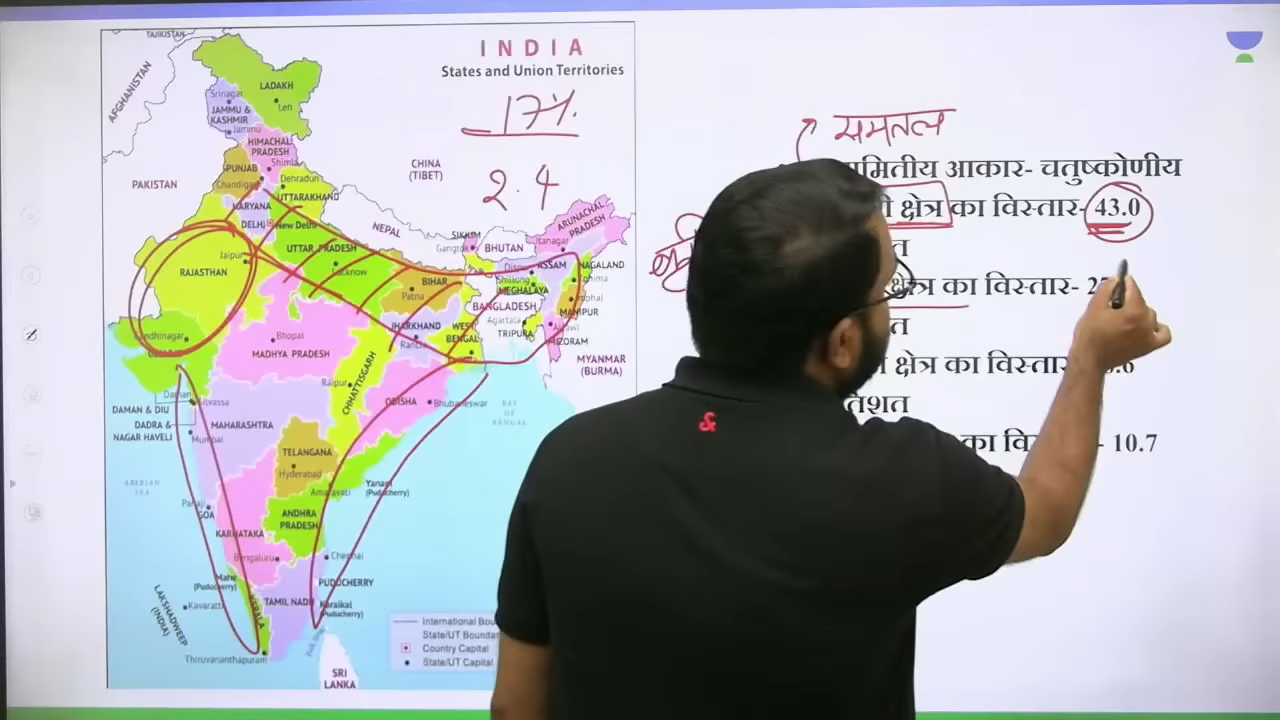 INDIA
States and Union Territories
17%
2.4
TAJIKISTAN
AFGHANISTAN
PAKISTAN
CHINA
(TIBET)
NEPAL
BHUTAN
BANGLADESH
MYANMAR
(BURMA)
SRI
LANKA
LADAKH
Leh
Srinagar
JAMMU &
KASHMIR
Jammu
HIMACHAL
PRADESH
Shimla
PUNJAB
Chandigarh
Dehradun
UTTARAKHAND
HARYANA
DELHI
New Delhi
UTTAR PRADESH
Lucknow
Jaipur
RAJASTHAN
SIKKIM
Gangtok
ARUNACHAL
PRADESH
Itanagar
ASSAM
NAGALAND
Shillong
MEGHALAYA
MANIPUR
Agartala
TRIPURA
MIZORAM
BIHAR
Patna
JHARKHAND
Ranchi
WEST
BENGAL
Gandhinagar
Bhopal
MADHYA PRADESH
Raipur
CHHATTISGARH
ODISHA
Bhubaneswar
BAY
OF
BENGAL
Daman
Silvassa
DAMAN & DIU
DADRA &
NAGAR HAVELI
MAHARASHTRA
Mumbai
TELANGANA
Hyderabad
ARABIAN
SEA
Panaji
GOA
Amaravati
Yanam
(Puducherry)
ANDHRA
PRADESH
KARNATAKA
Bengaluru
Chennai
Mahe
(Puducherry)
PUDUCHERRY
TAMIL NADU
Karaikal
(Puducherry)
KERALA
LAKSHADWEEP
(INDIA)
Kavaratti
Thiruvananthapuram
International
State/UT
Country Capital
State/UT Capital
समतल
आकार- चतुष्कोणीय
क्षेत्र का विस्तार- 43.0
क्षेत्र का विस्तार-
क्षेत्र का विस्तार-
का - 10.7
&